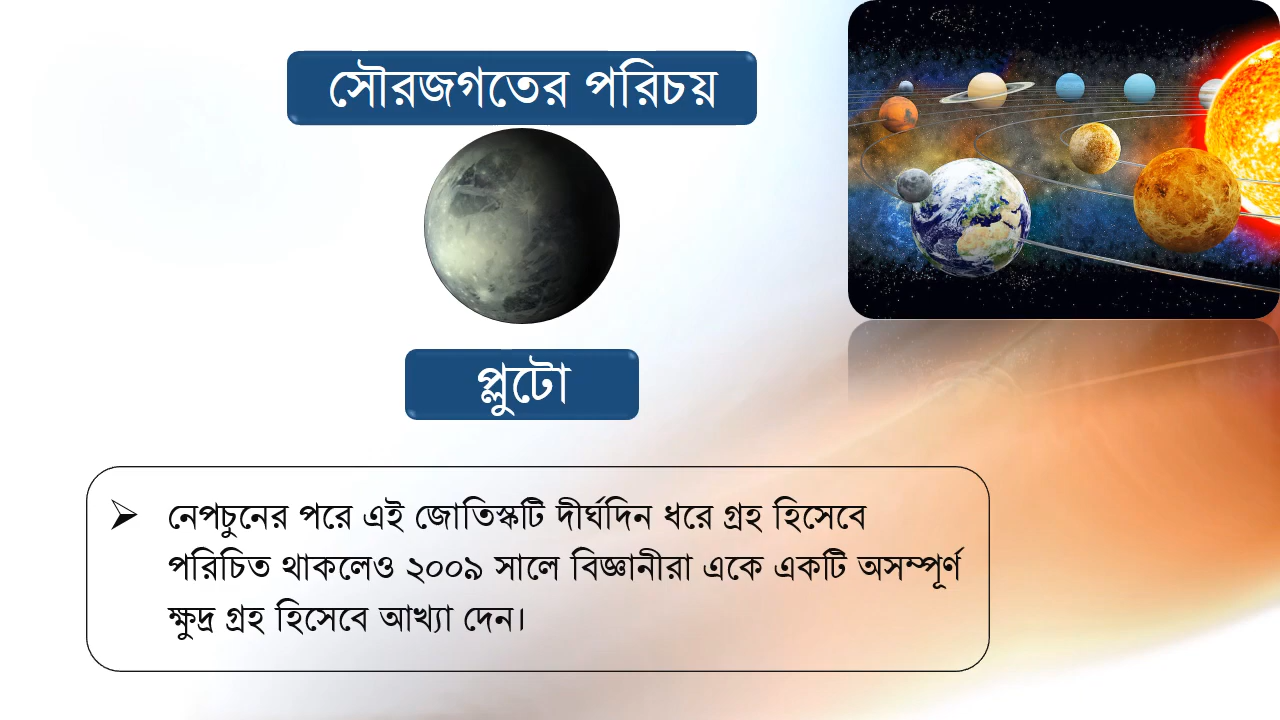 সৌরজগতের পরিচয়
প্লুটো
নেপচুনের পরে এই জোতিস্কটি দীর্ঘদিন ধরে গ্রহ হিসেবে
পরিচিত থাকলেও ২০০৯ সালে বিজ্ঞানীরা একে একটি অসম্পূর্ণ
ক্ষুদ্র গ্রহ হিসেবে আখ্যা দেন।